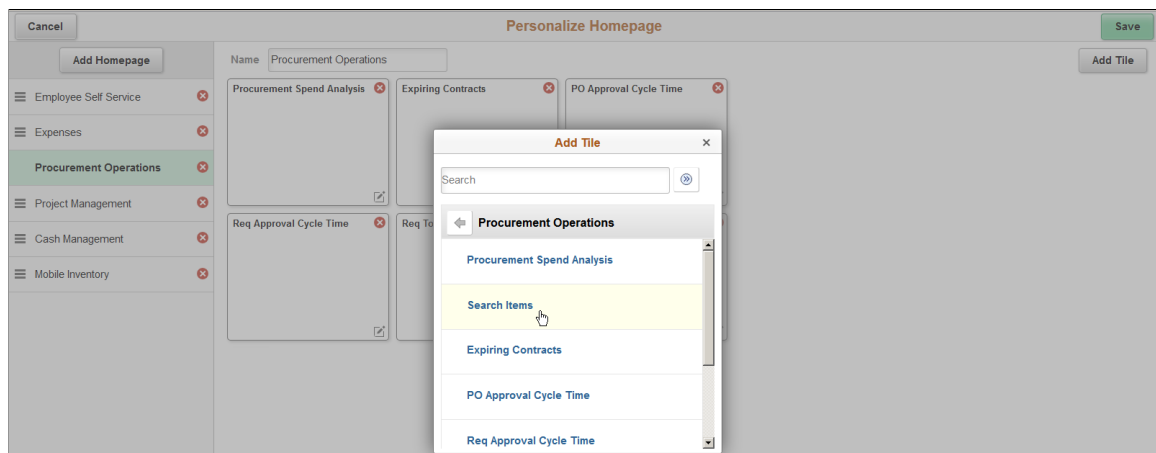 Cancel
Personalize Homepage
Save
Add Homepage
Name Procurement Operations
Add Tile
Employee Self Service
Expenses
Procurement Operations
Project Management
Cash Management
Mobile Inventory
Procurement Spend Analysis
Expiring Contracts
PO Approval Cycle Time
Req Approval Cycle Time
Req To
Add Tile
Search
Procurement Operations
Procurement Spend Analysis
Search Items
Expiring Contracts
PO Approval Cycle Time
Req Approval Cycle Time